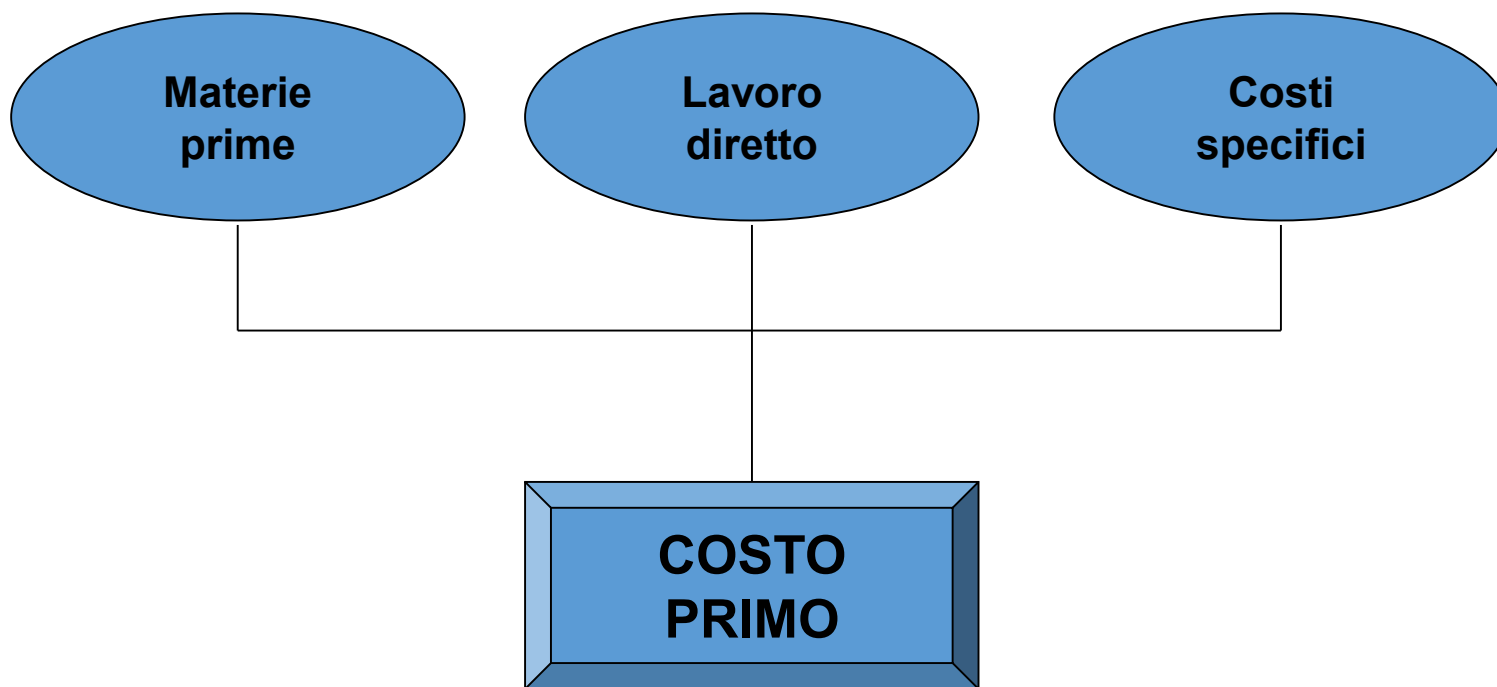 Materie
prime
Lavoro
diretto
Costi
specifici
COSTO
PRIMO